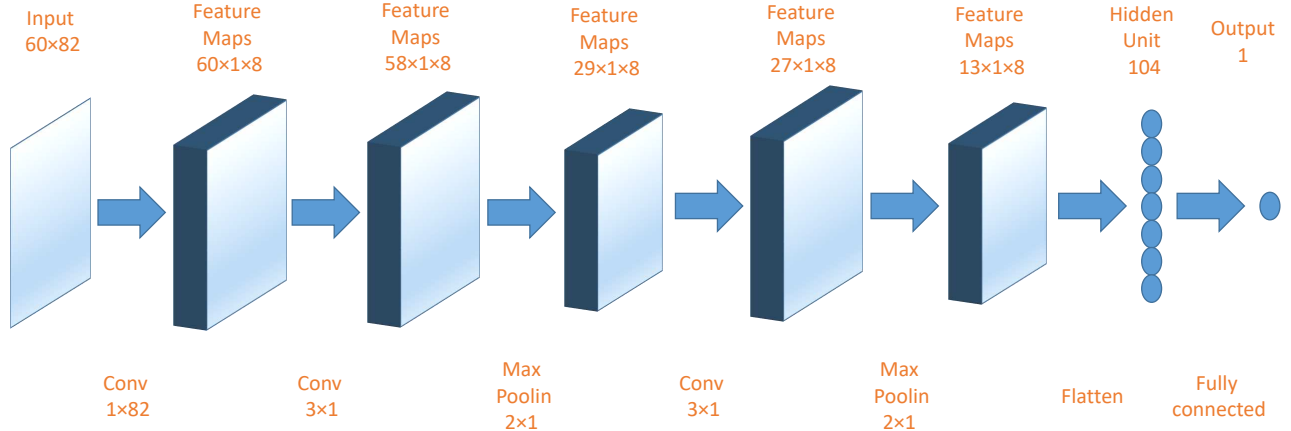 Input
60×82
Feature
Maps
60×1×8
Feature
Maps
58×1×8
Feature
Maps
29×1×8
Feature
Maps
27×1×8
Feature
Maps
13×1×8
Hidden
Unit
104
Output
1
Conv
1×82
Conv
3×1
Max
Poolin
2×1
Conv
3×1
Max
Poolin
2×1
Flatten
Fully
connected